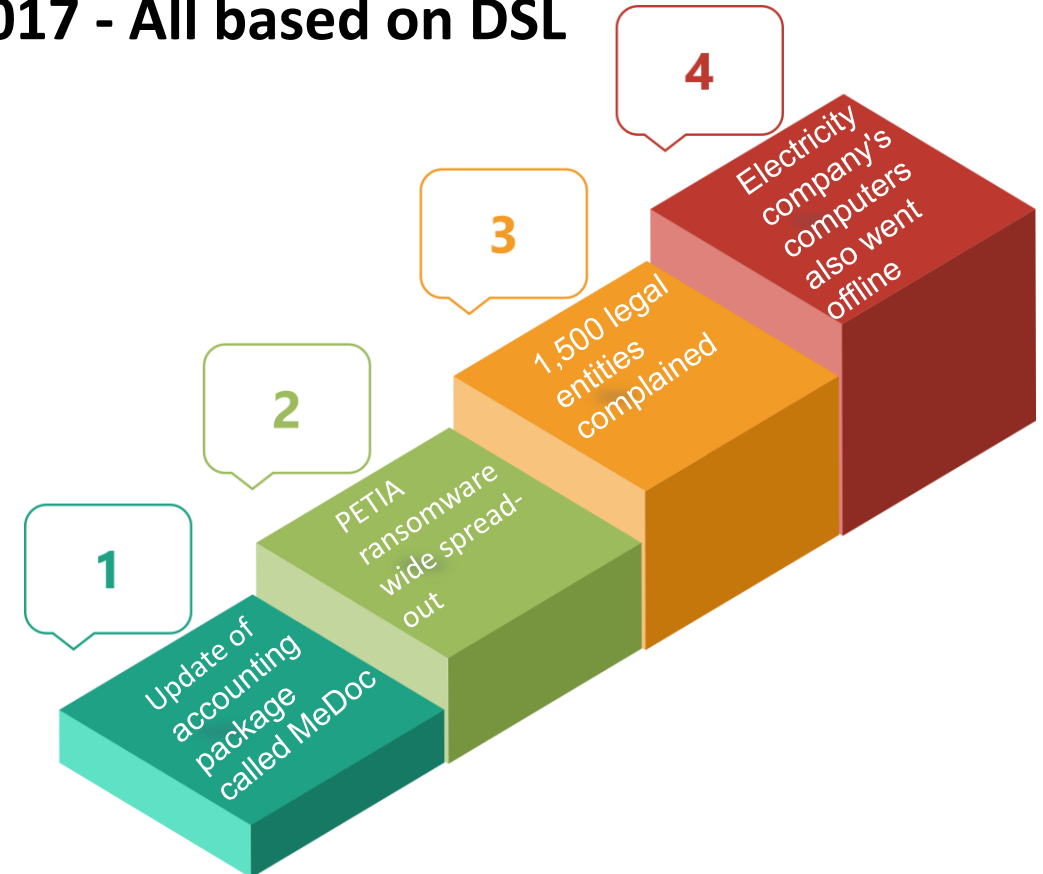 017 - All based on DSL
4
Electricity
company's
computers
also went
offline
3
1,500 legal
entities
complained
2
PETIA
ransomware
wide spread-
out
1
Update of
accounting
package
called MeDoc